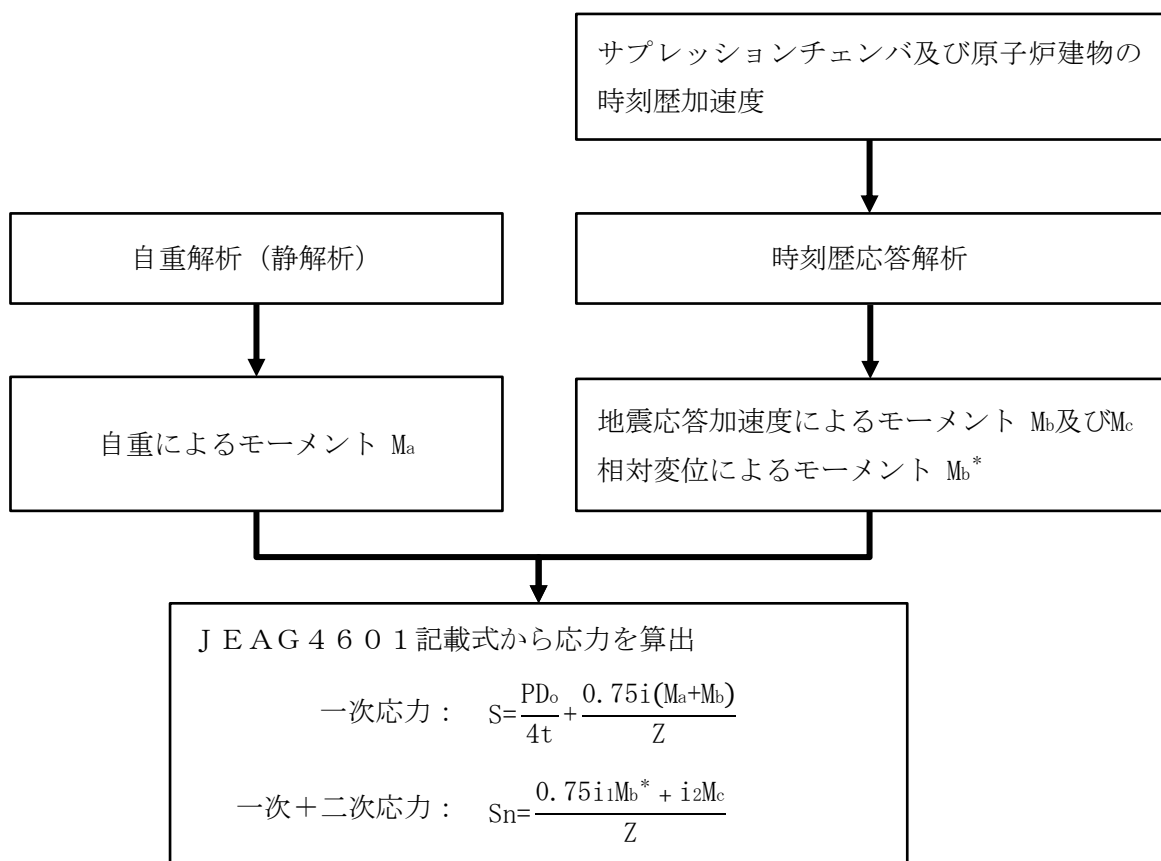 サプレッションチェンバ及び原子炉建物の
時刻歴加速度
自重解析（静解析）
時刻歴応答解析
自重によるモーメント Ma
地震応答加速度によるモーメント Mb及びMc
相対変位によるモーメント Mb*
ＪＥＡＧ４６０１記載式から応力を算出
一次応力： S=PDo/4t+0.75i(Ma+Mb)/Z
一次＋二次応力： Sn=0.75i1Mb*+i2Mc/Z